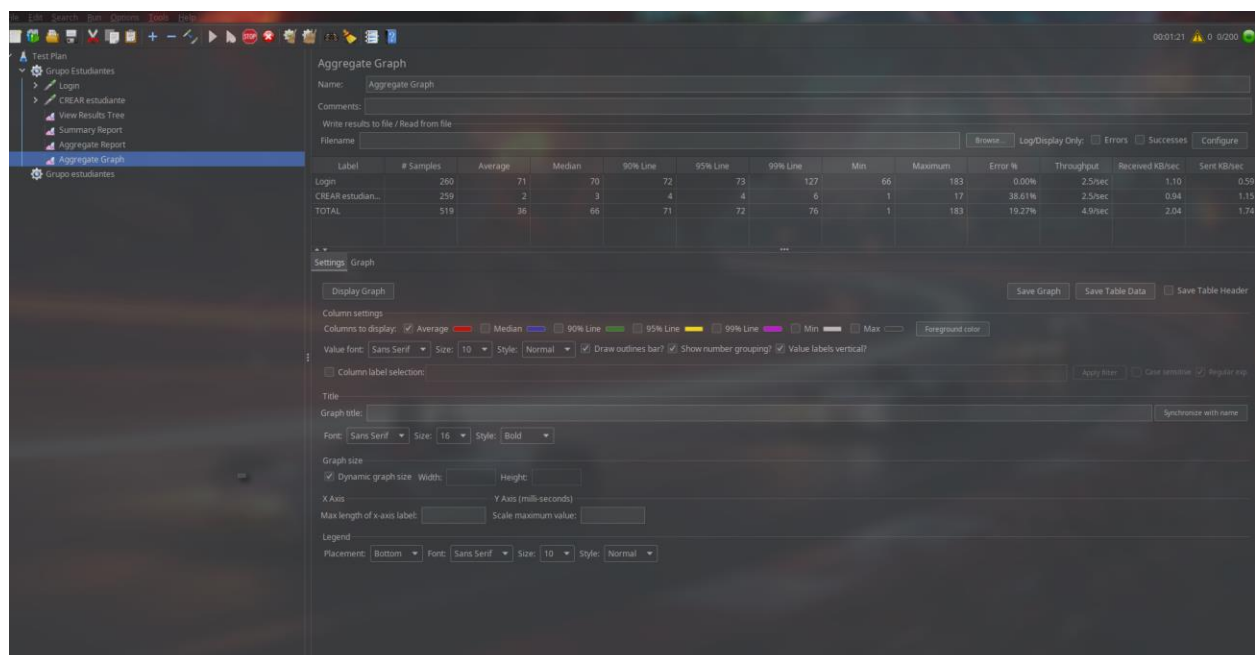 File Edit Search Run Options Tools Help
STOP
00:01:21 0 0/200
Test Plan
Grupo Estudiantes
Login
CREAR estudiante
View Results Tree
Summary Report
Aggregate Report
Aggregate Graph
Grupo estudiantes
Aggregate Graph
Name: Aggregate Graph
Comments:
Write results to file / Read from file
Filename Browse... Log/Display Only: Errors Successes Configure
Label # Samples Average Median 90% Line 95% Line 99% Line Min Maximum Error % Throughput Received KB/sec Sent KB/sec
Login 260 71 70 72 73 127 66 183 0.00% 2.5/sec 1.10 0.59
CREAR estudian... 259 2 3 4 4 6 1 17 38.61% 2.5/sec 0.94 1.15
TOTAL 519 36 66 71 72 76 1 183 19.27% 4.9/sec 2.04 1.74
Settings Graph
Display Graph Save Graph Save Table Data Save Table Header
Column settings
Columns to display: Average Median 90% Line 95% Line 99% Line Min Max Foreground color
Value font: Sans Serif Size: 10 Style: Normal Draw outlines bar? Show number grouping? Value labels vertical?
Column label selection: Apply filter Case sensitive Regular exp.
Title
Graph title: Synchronize with name
Font: Sans Serif Size: 16 Style: Bold
Graph size
Dynamic graph size Width: Height:
X Axis Y Axis (milli-seconds)
Max length of x-axis label: Scale maximum value:
Legend
Placement: Bottom Font: Sans Serif Size: 10 Style: Normal